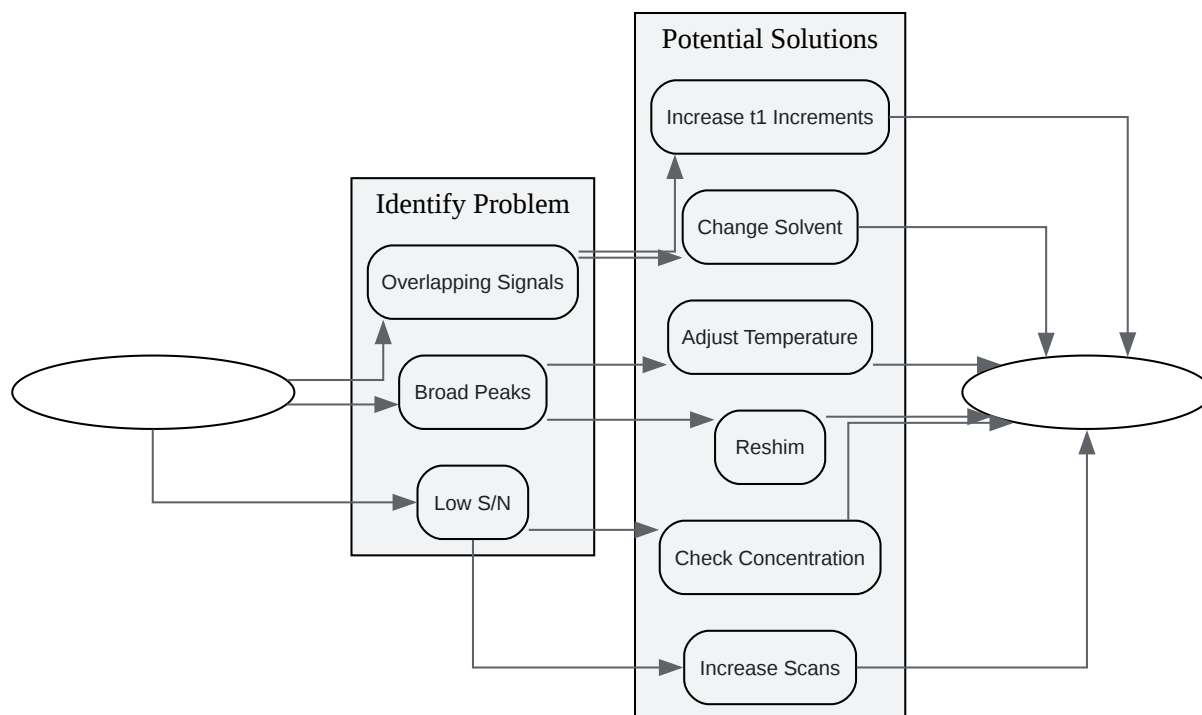 Identify Problem
Overlapping Signals
Broad Peaks
Low S/N
Potential Solutions
Increase t1 Increments
Change Solvent
Adjust Temperature
Reshim
Check Concentration
Increase Scans